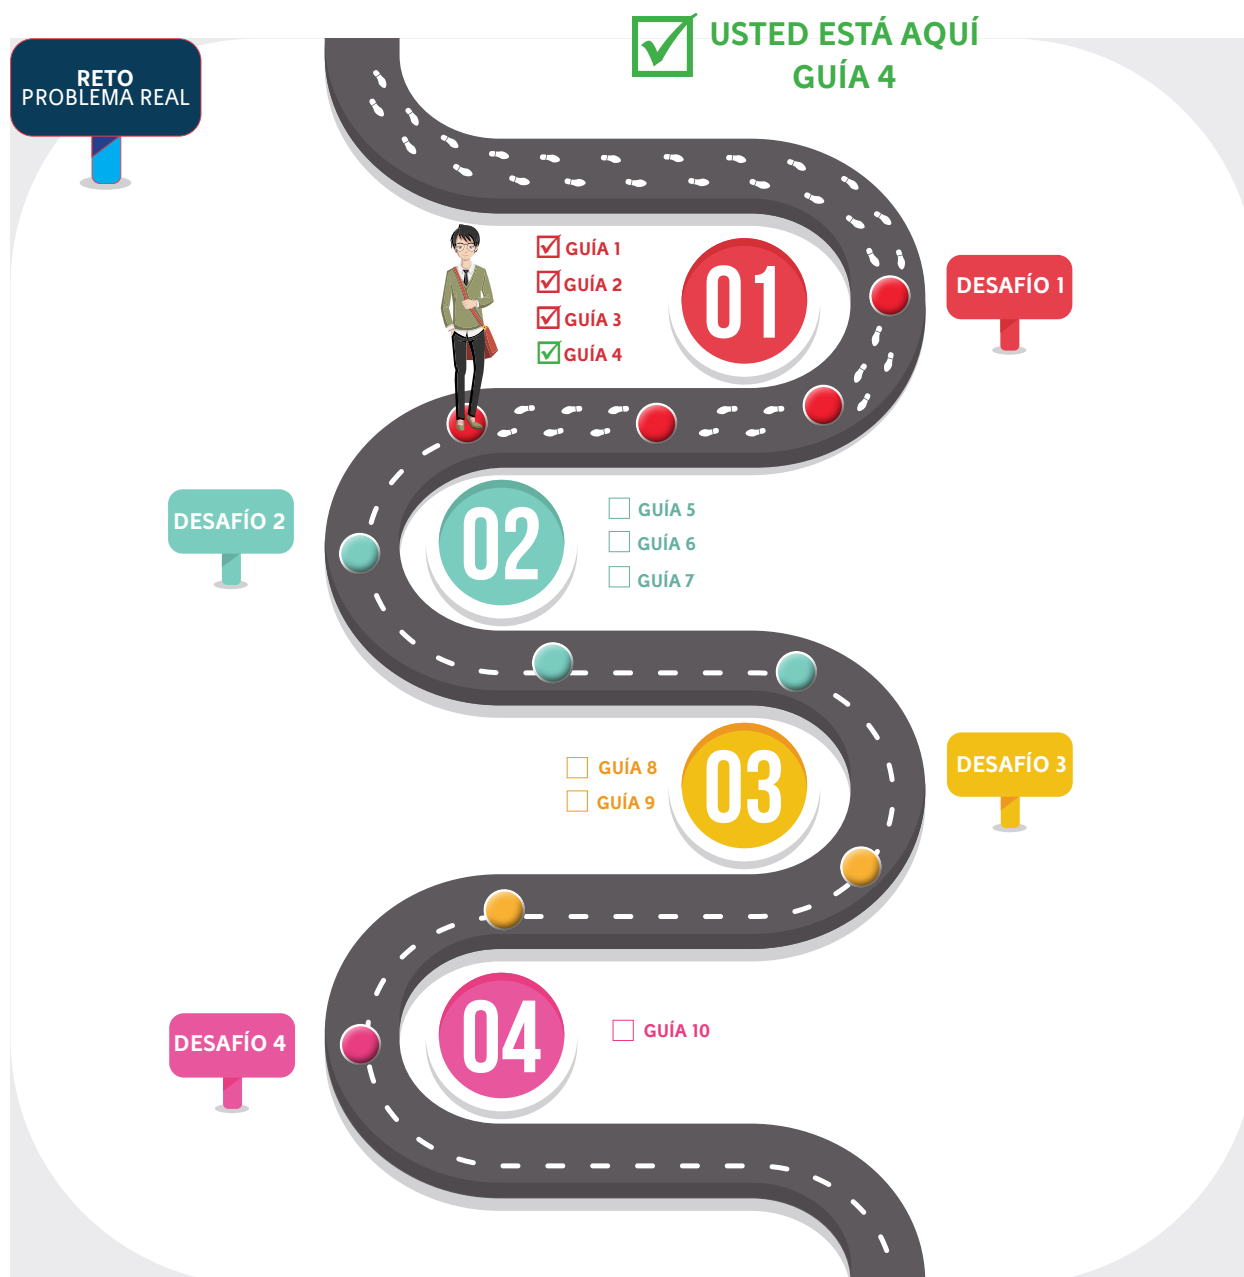 USTED ESTÁ AQUÍ
GUÍA 4
RETO
PROBLEMA REAL
GUÍA 1
GUÍA 2
GUÍA 3
GUÍA 4
01
DESAFÍO 1
DESAFÍO 2
02
GUÍA 5
GUÍA 6
GUÍA 7
GUÍA 8
GUÍA 9
03
DESAFÍO 3
DESAFÍO 4
04
GUÍA 10